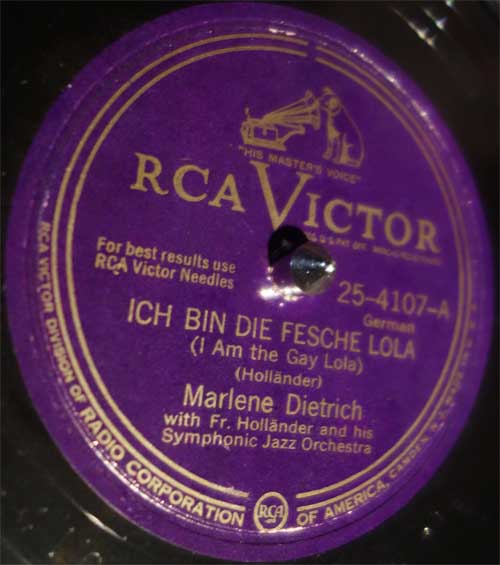 "HIS MASTER'S VOICE"
RCA VICTOR
For best results use
RCA Victor Needles
25-4107-A
German
ICH BIN DIE FESCHE LOLA
(I Am the Gay Lola)
(Holländer)
Marlene Dietrich
with Fr. Holländer and his
Symphonic Jazz Orchestra
RCA VICTOR DIVISION OF RADIO CORPORATION OF AMERICA, CAMDEN, N. J.
RCA